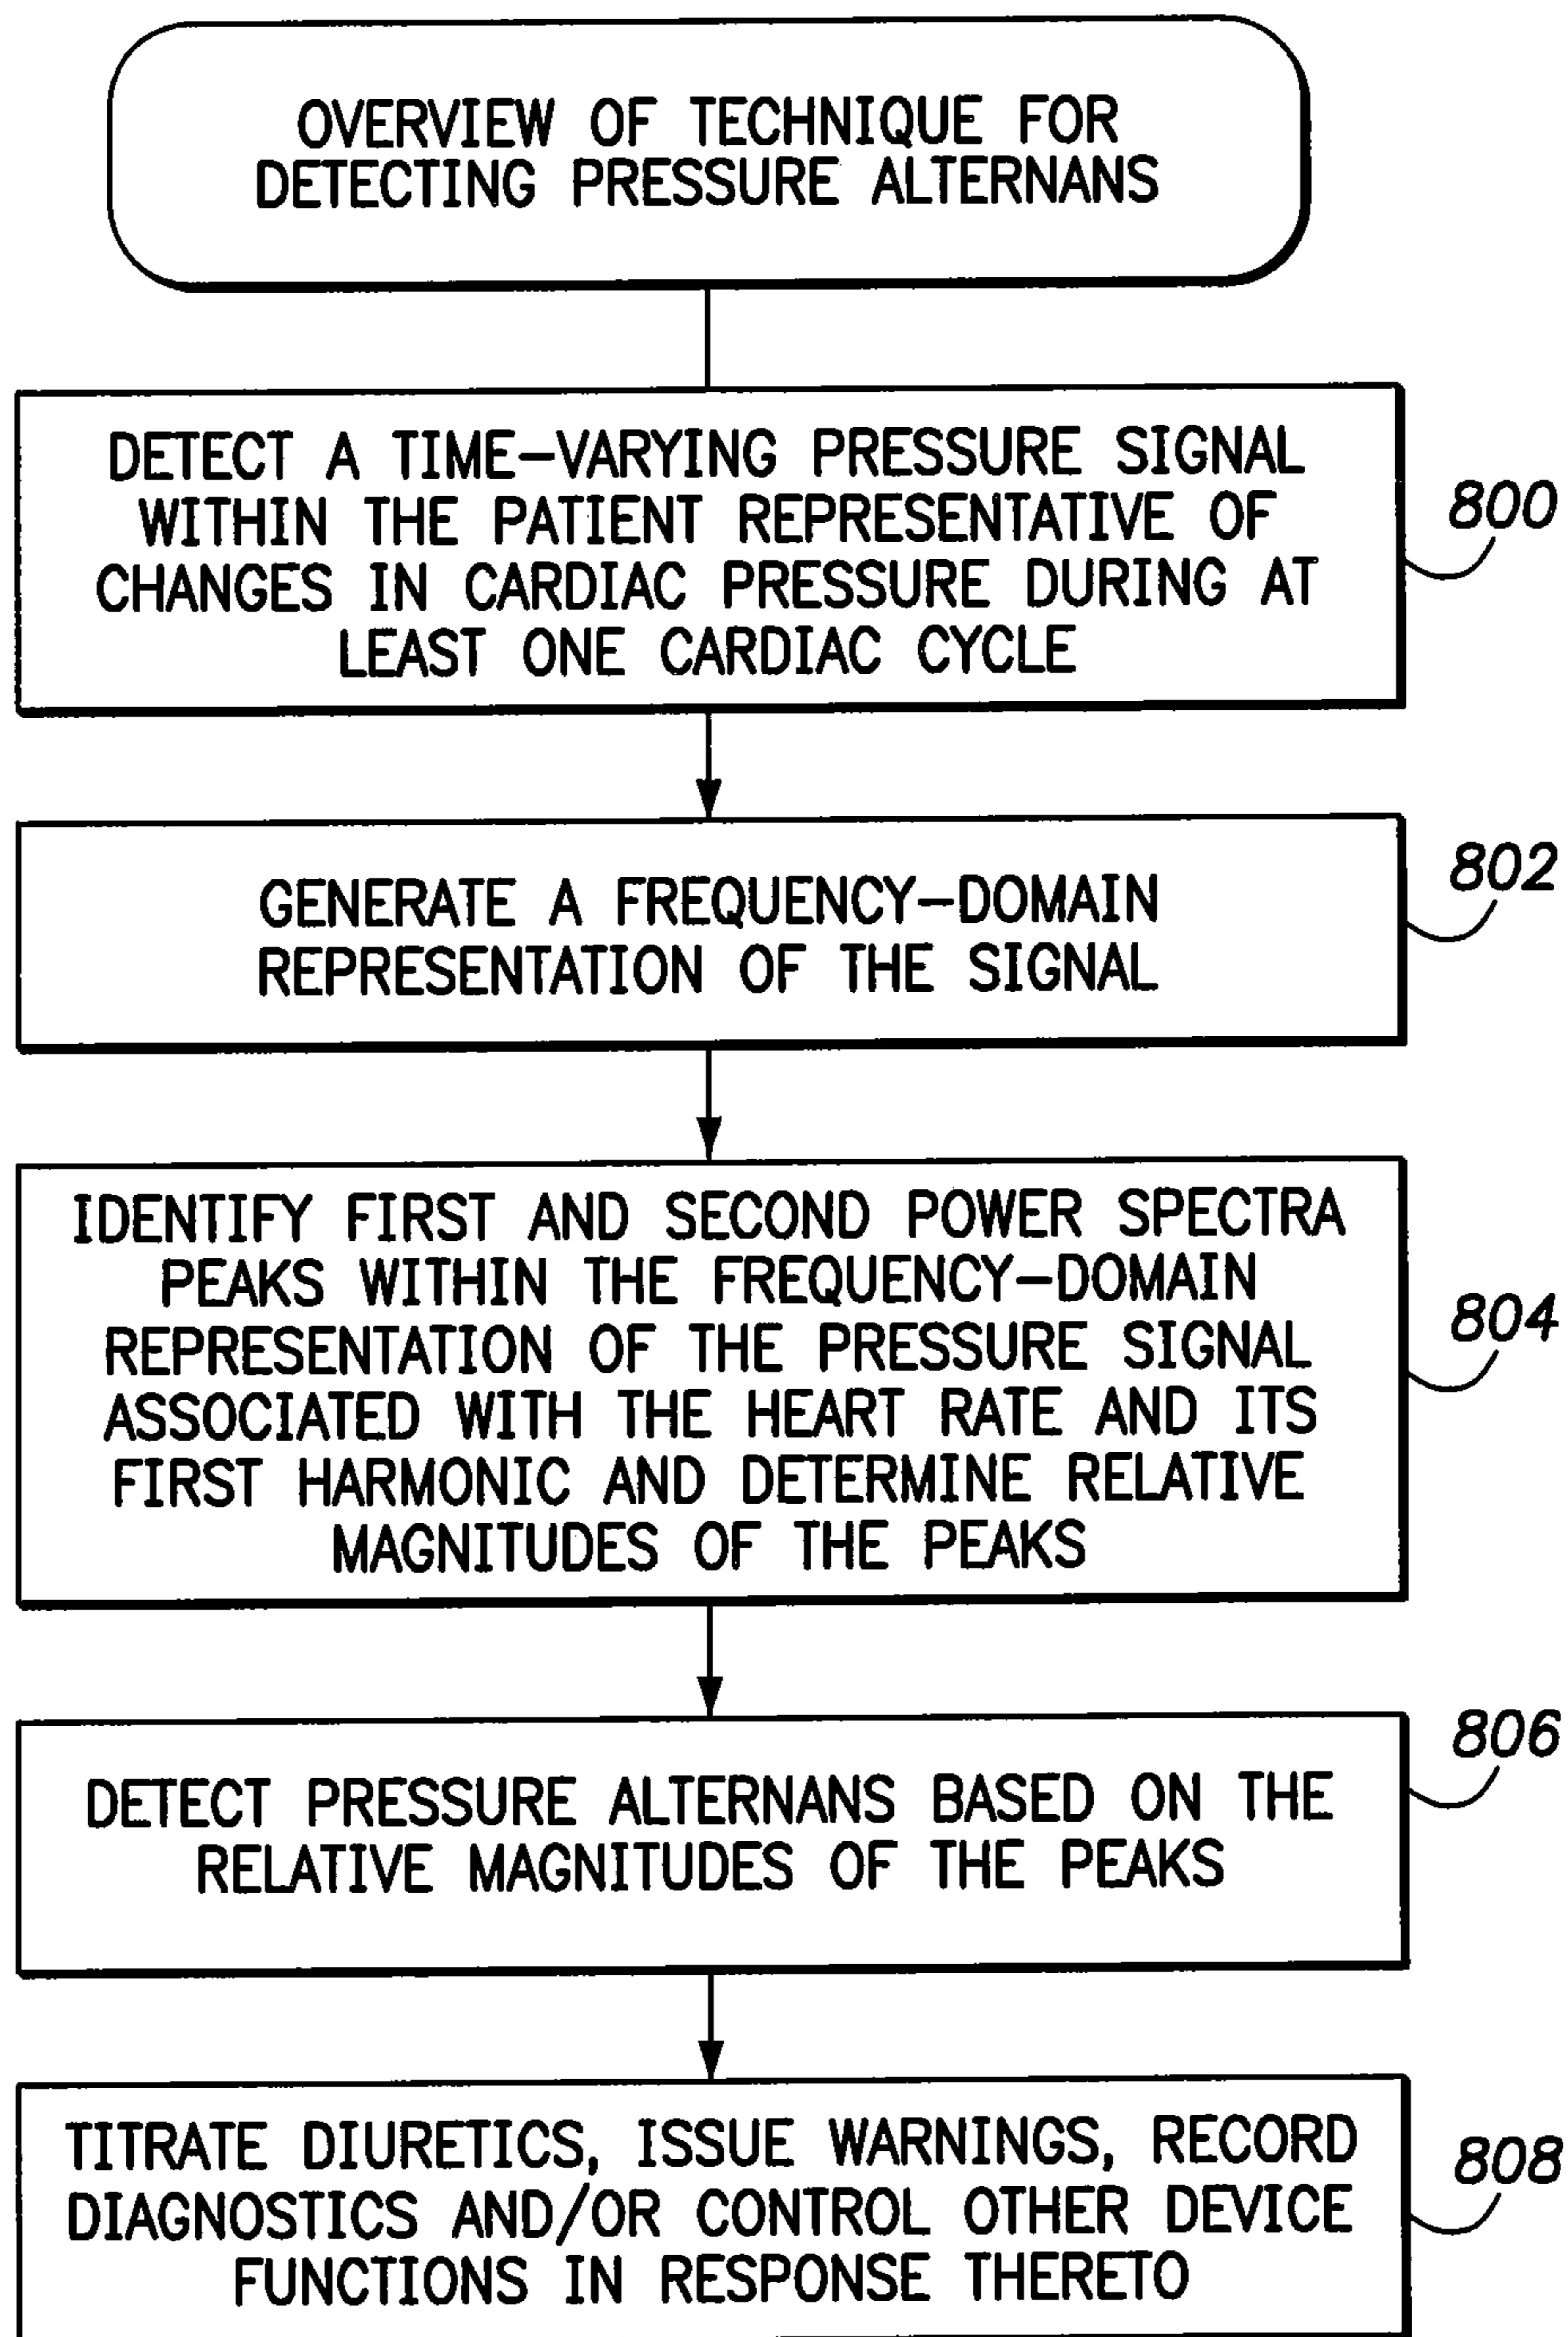 OVERVIEW OF TECHNIQUE FOR
DETECTING PRESSURE ALTERNANS
DETECT A TIME-VARYING PRESSURE SIGNAL
WITHIN THE PATIENT REPRESENTATIVE OF
CHANGES IN CARDIAC PRESSURE DURING AT
LEAST ONE CARDIAC CYCLE
800
GENERATE A FREQUENCY-DOMAIN
REPRESENTATION OF THE SIGNAL
802
IDENTIFY FIRST AND SECOND POWER SPECTRA
PEAKS WITHIN THE FREQUENCY-DOMAIN
REPRESENTATION OF THE PRESSURE SIGNAL
ASSOCIATED WITH THE HEART RATE AND ITS
FIRST HARMONIC AND DETERMINE RELATIVE
MAGNITUDES OF THE PEAKS
804
DETECT PRESSURE ALTERNANS BASED ON THE
RELATIVE MAGNITUDES OF THE PEAKS
806
TITRATE DIURETICS, ISSUE WARNINGS, RECORD
DIAGNOSTICS AND/OR CONTROL OTHER DEVICE
FUNCTIONS IN RESPONSE THERETO
808